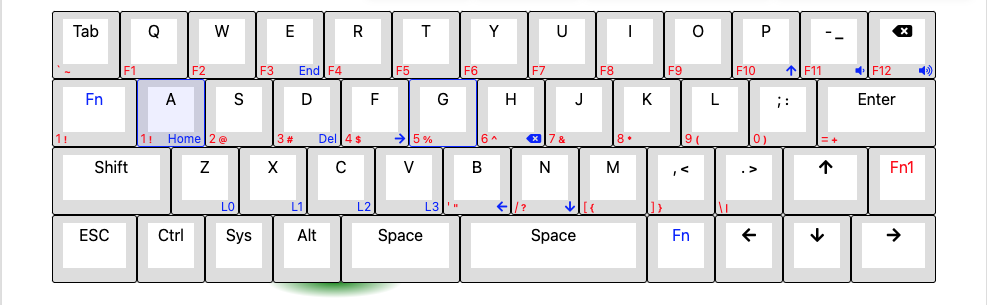 Tab Q W E R T Y U I O P - _
` ~ F1 F2 F3 End F4 F5 F6 F7 F8 F9 F10 ↑ F11 F12
Fn A S D F G H J K L ; : Enter
1 ! 1 ! Home 2 @ 3 # Del 4 $ → 5 % 6 ^ 7 & 8 * 9 ( 0 ) = +
Shift Z X C V B N M , < . > ↑ Fn1
L0 L1 L2 L3 ' " ← / ? ↓ [ { ] } \ |
ESC Ctrl Sys Alt Space Space Fn ← ↓ →